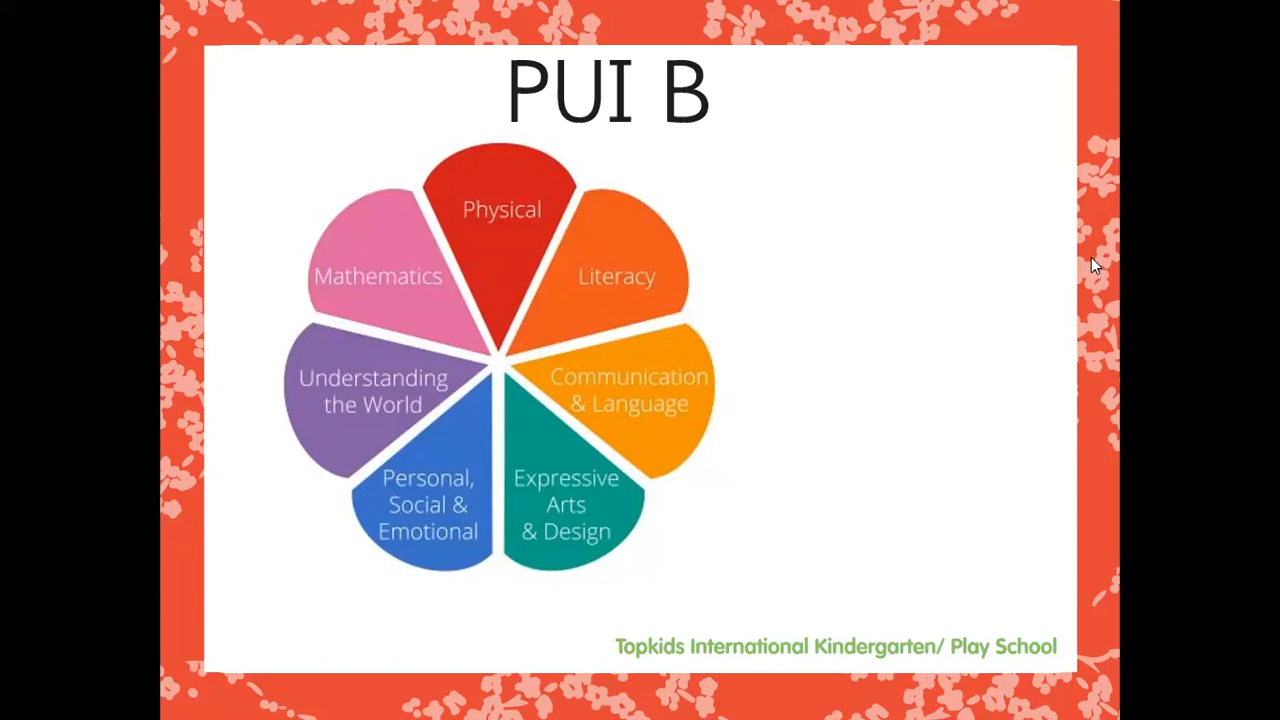 PUI B
Physical
Mathematics
Literacy
Understanding
the World
Communication
& Language
Personal,
Social &
Emotional
Expressive
Arts
& Design
Topkids International Kindergarten/ Play School